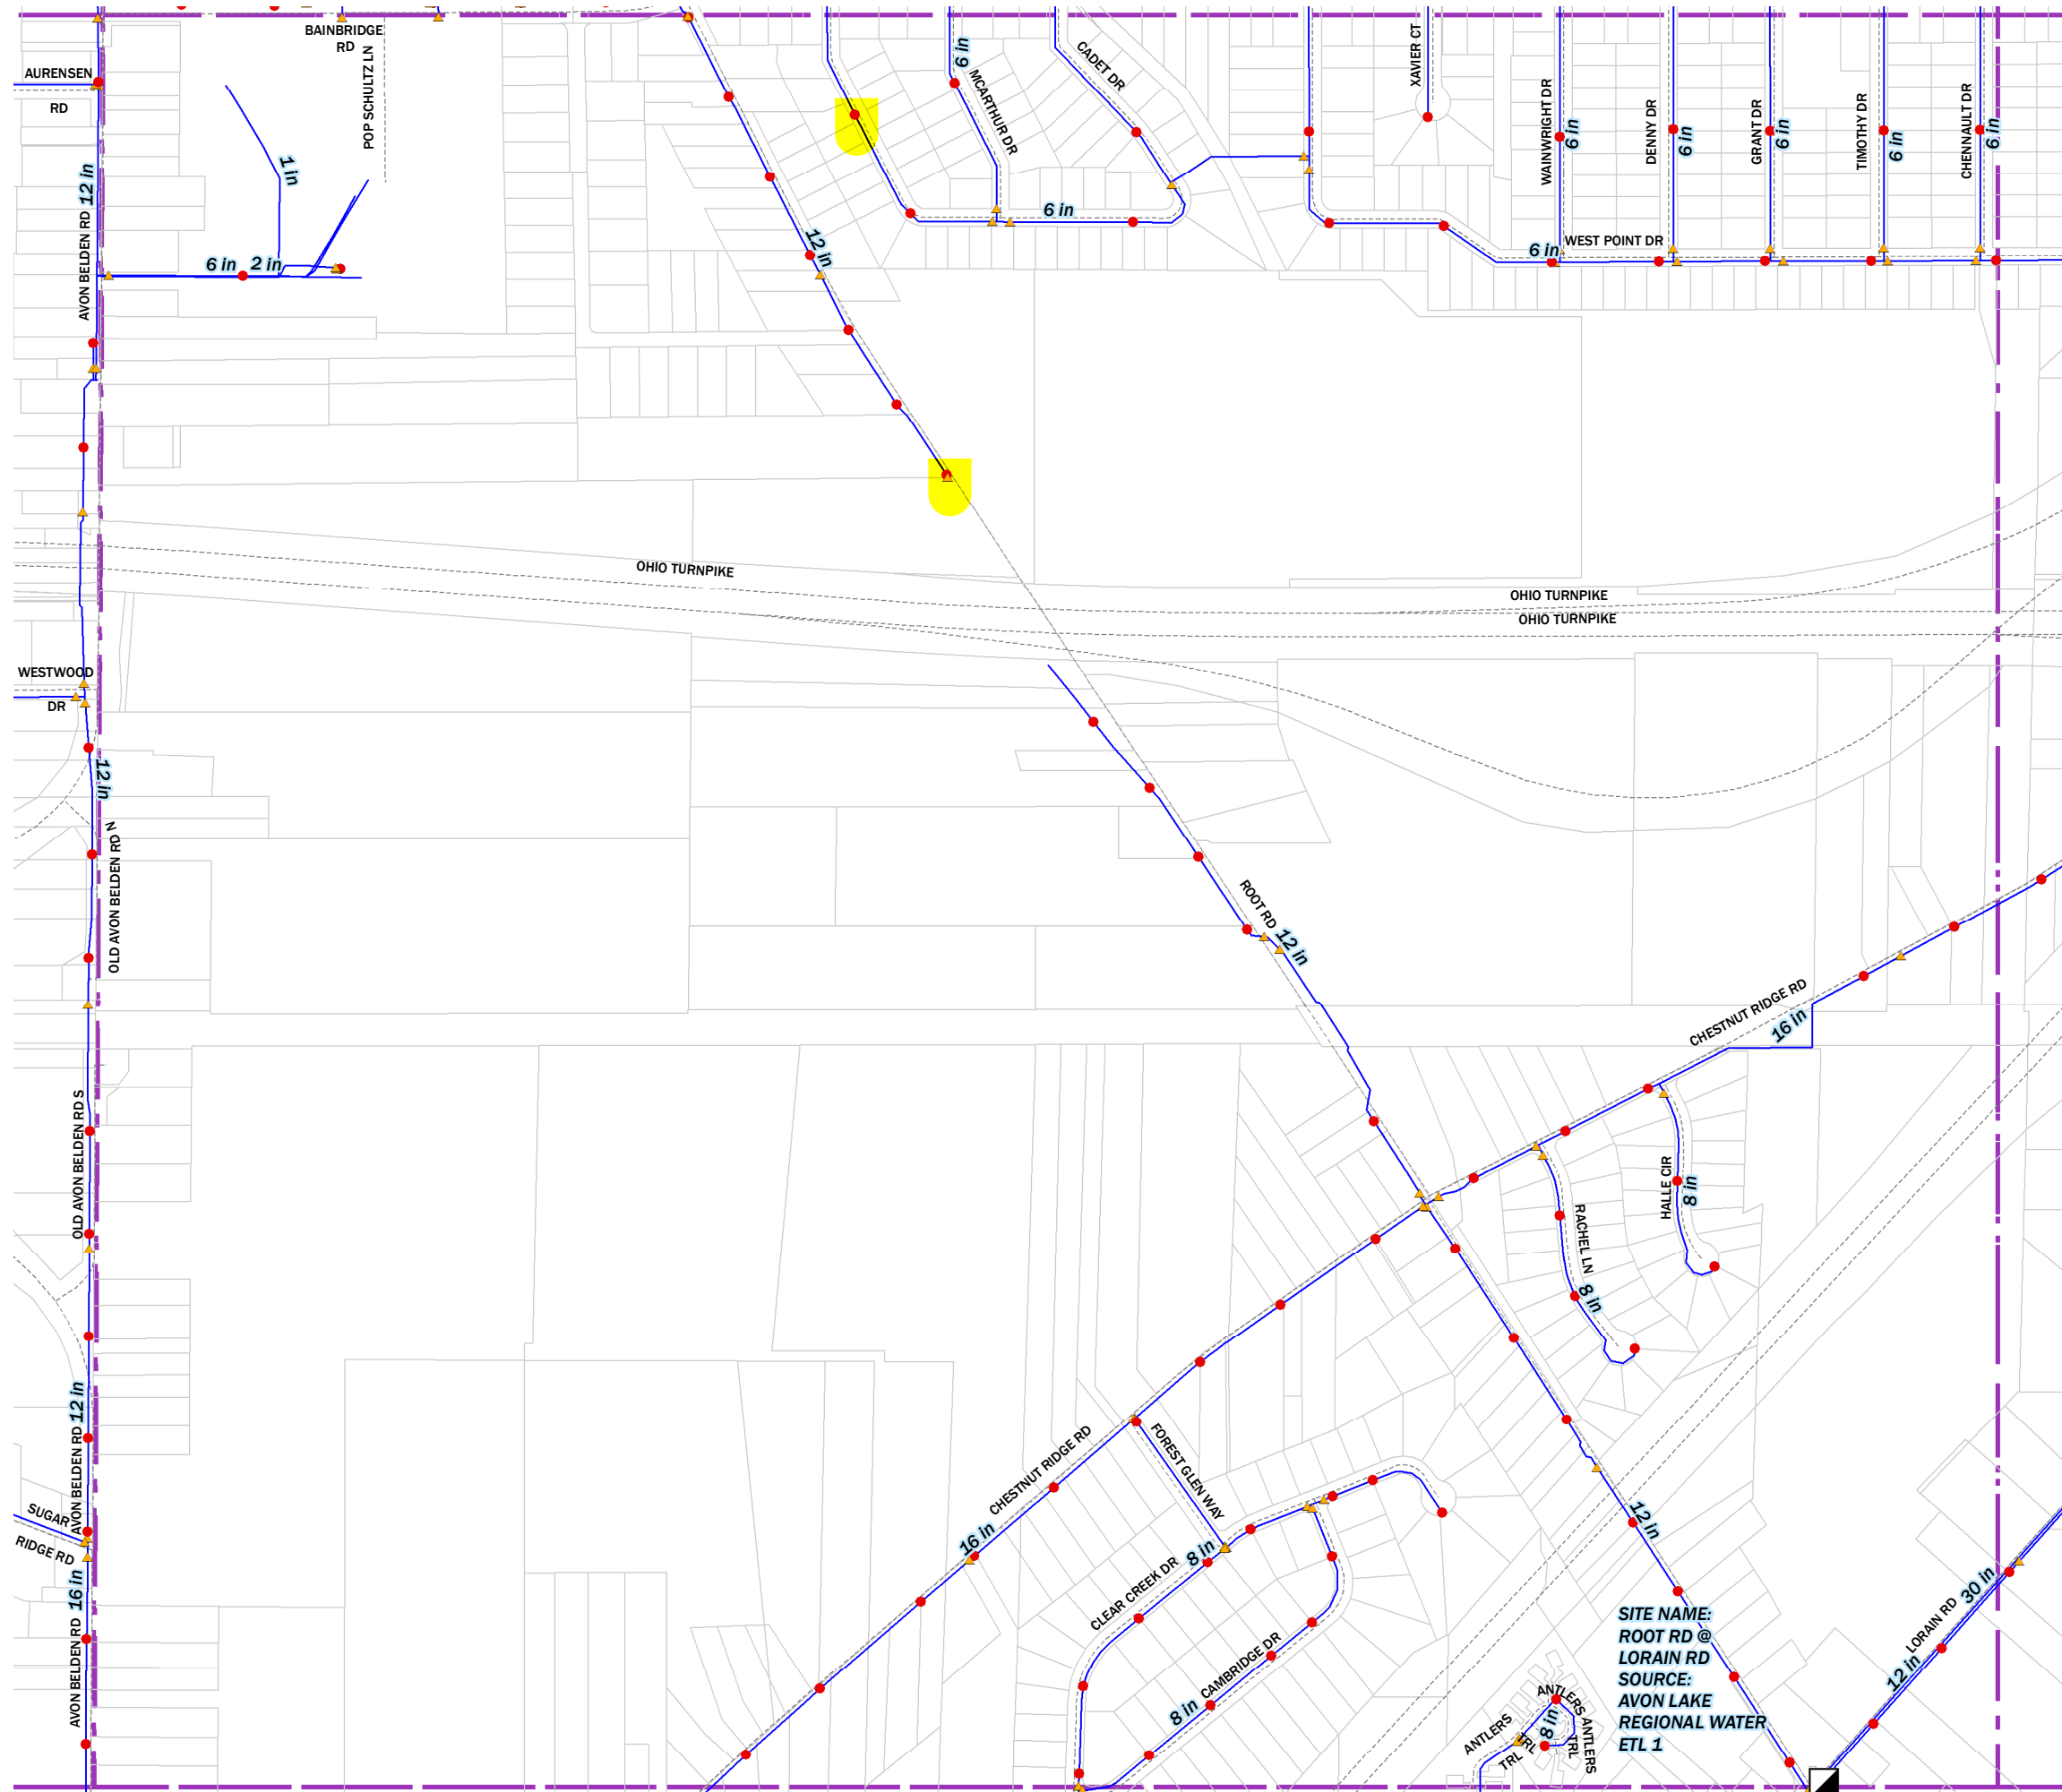 BAINBRIDGE
RD
POP SCHULTZ LN
AURENSEN
RD
AVON BELDEN RD
12 in
1 in
6 in
2 in
12 in
6 in
MCARTHUR DR
CADET DR
6 in
XAVIER CT
WAINWRIGHT DR
6 in
DENNY DR
6 in
GRANT DR
6 in
TIMOTHY DR
6 in
CHENNAULT DR
6 in
WEST POINT DR
6 in
OHIO TURNPIKE
OHIO TURNPIKE
OHIO TURNPIKE
WESTWOOD
DR
12 in
N
OLD AVON BELDEN RD
ROOT RD
12 in
CHESTNUT RIDGE RD
16 in
OLD AVON BELDEN RD S
HALLE CIR
8 in
RACHEL LN
8 in
AVON BELDEN RD
12 in
SUGAR
RIDGE RD
AVON BELDEN RD
16 in
CHESTNUT RIDGE RD
16 in
FOREST GLEN WAY
CLEAR CREEK DR
8 in
CAMBRIDGE DR
8 in
12 in
SITE NAME:
ROOT RD @
LORAIN RD
SOURCE:
AVON LAKE
REGIONAL WATER
ETL 1
LORAIN RD
30 in
12 in
ANTLERS
TRL
ANTLERS
TRL
ANTLERS
TRL
8 in